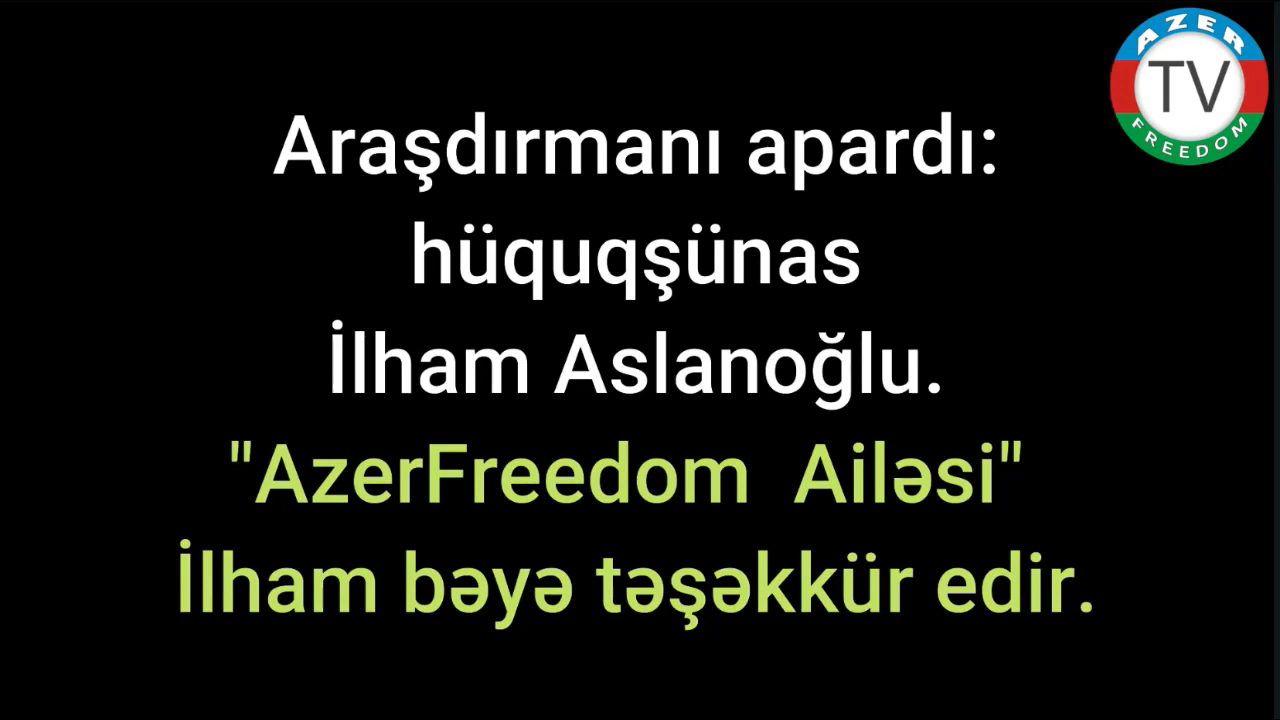 AZER
TV
FREEDOM
Araşdırmanı apardı:
hüquqşünas
İlham Aslanoğlu.
"AzerFreedom Ailəsi"
İlham bəyə təşəkkür edir.